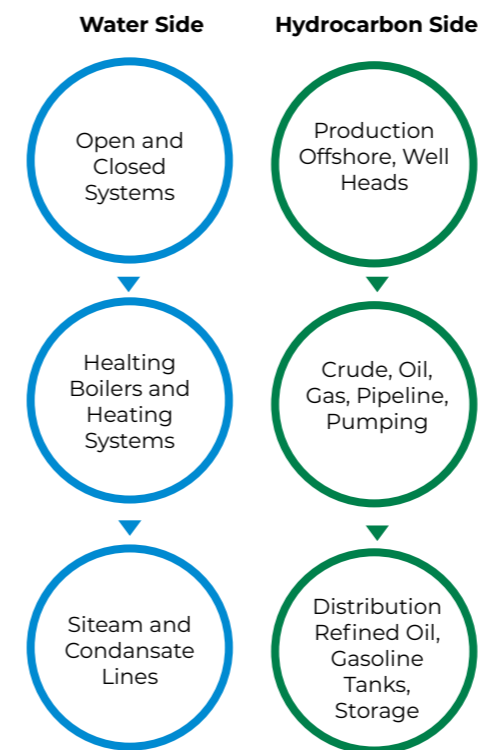 Water Side
Open and
Closed
Systems
Healting
Boilers and
Heating
Systems
Siteam and
Condansate
Lines
Hydrocarbon Side
Production
Offshore, Well
Heads
Crude, Oil,
Gas, Pipeline,
Pumping
Distribution
Refined Oil,
Gasoline
Tanks,
Storage